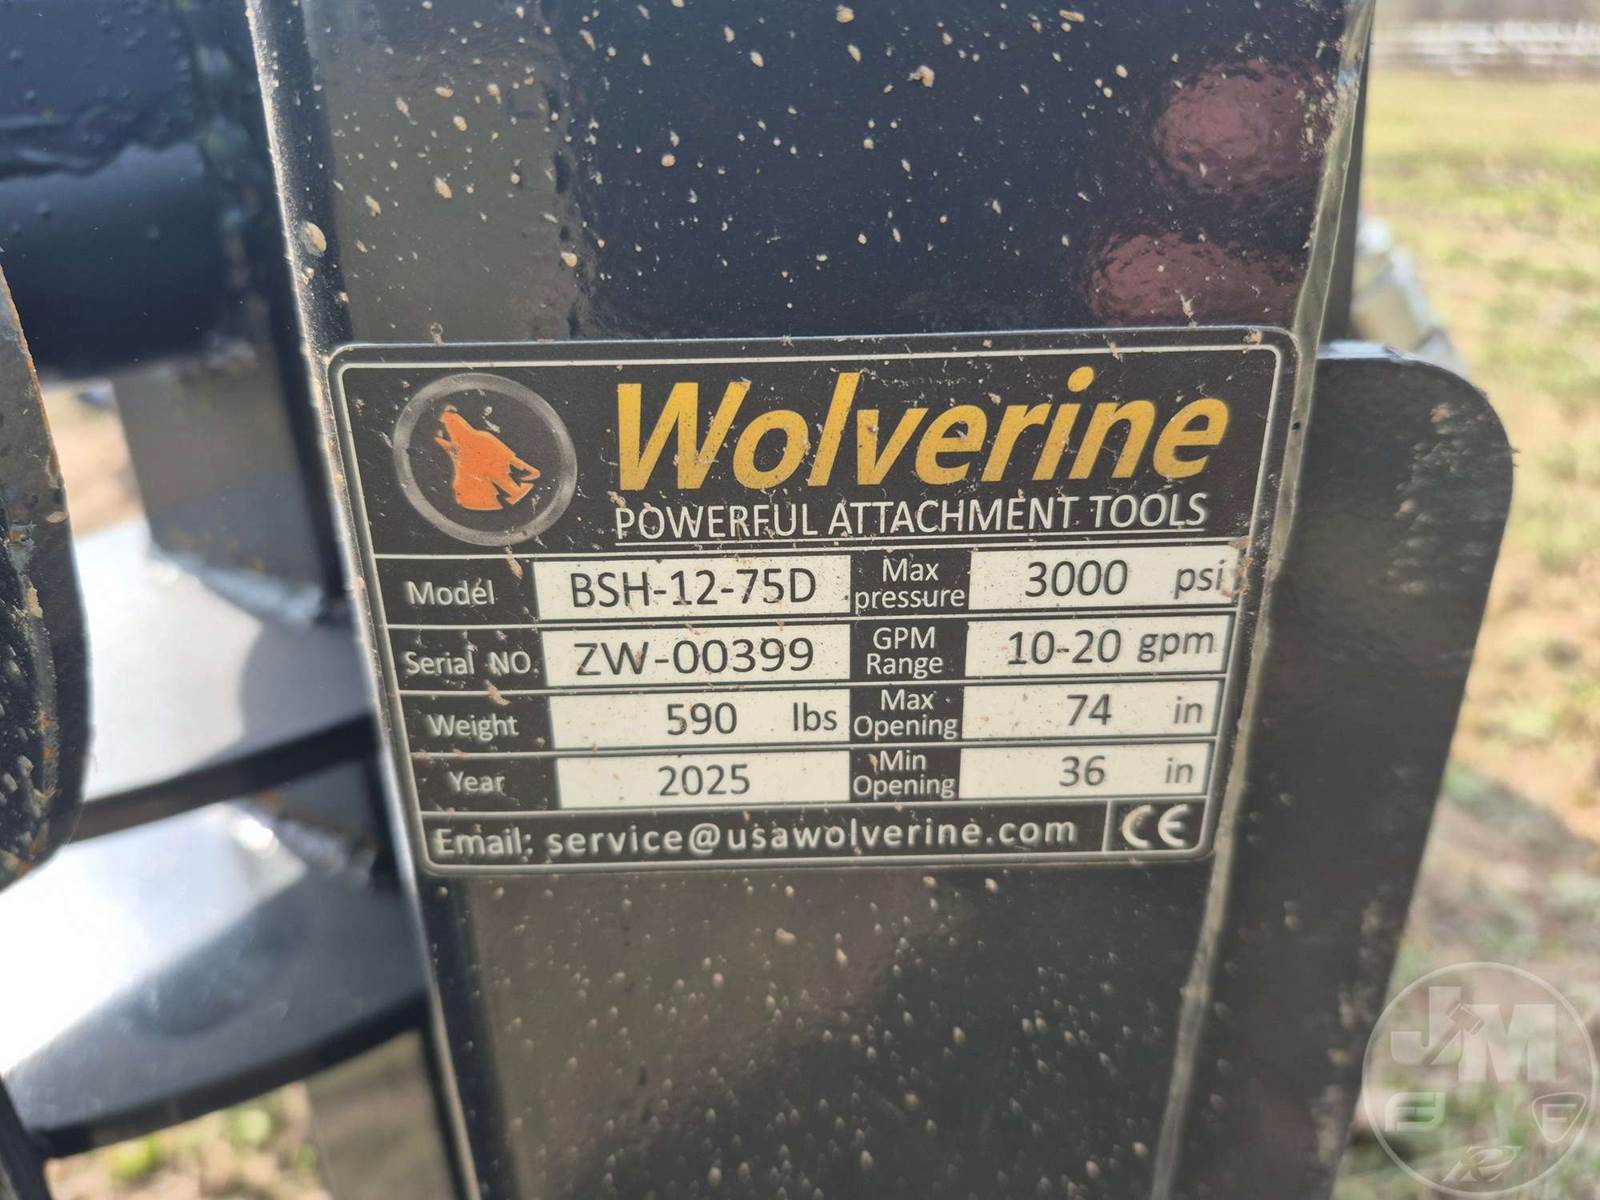 Wolverine
POWERFUL ATTACHMENT TOOLS
Model BSH-12-75D Max pressure 3000 psi
Serial NO. ZW-00399 GPM Range 10-20 gpm
Weight 590 lbs Max Opening 74 in
Year 2025 Min Opening 36 in
Email: service@usawolverine.com CE
JM